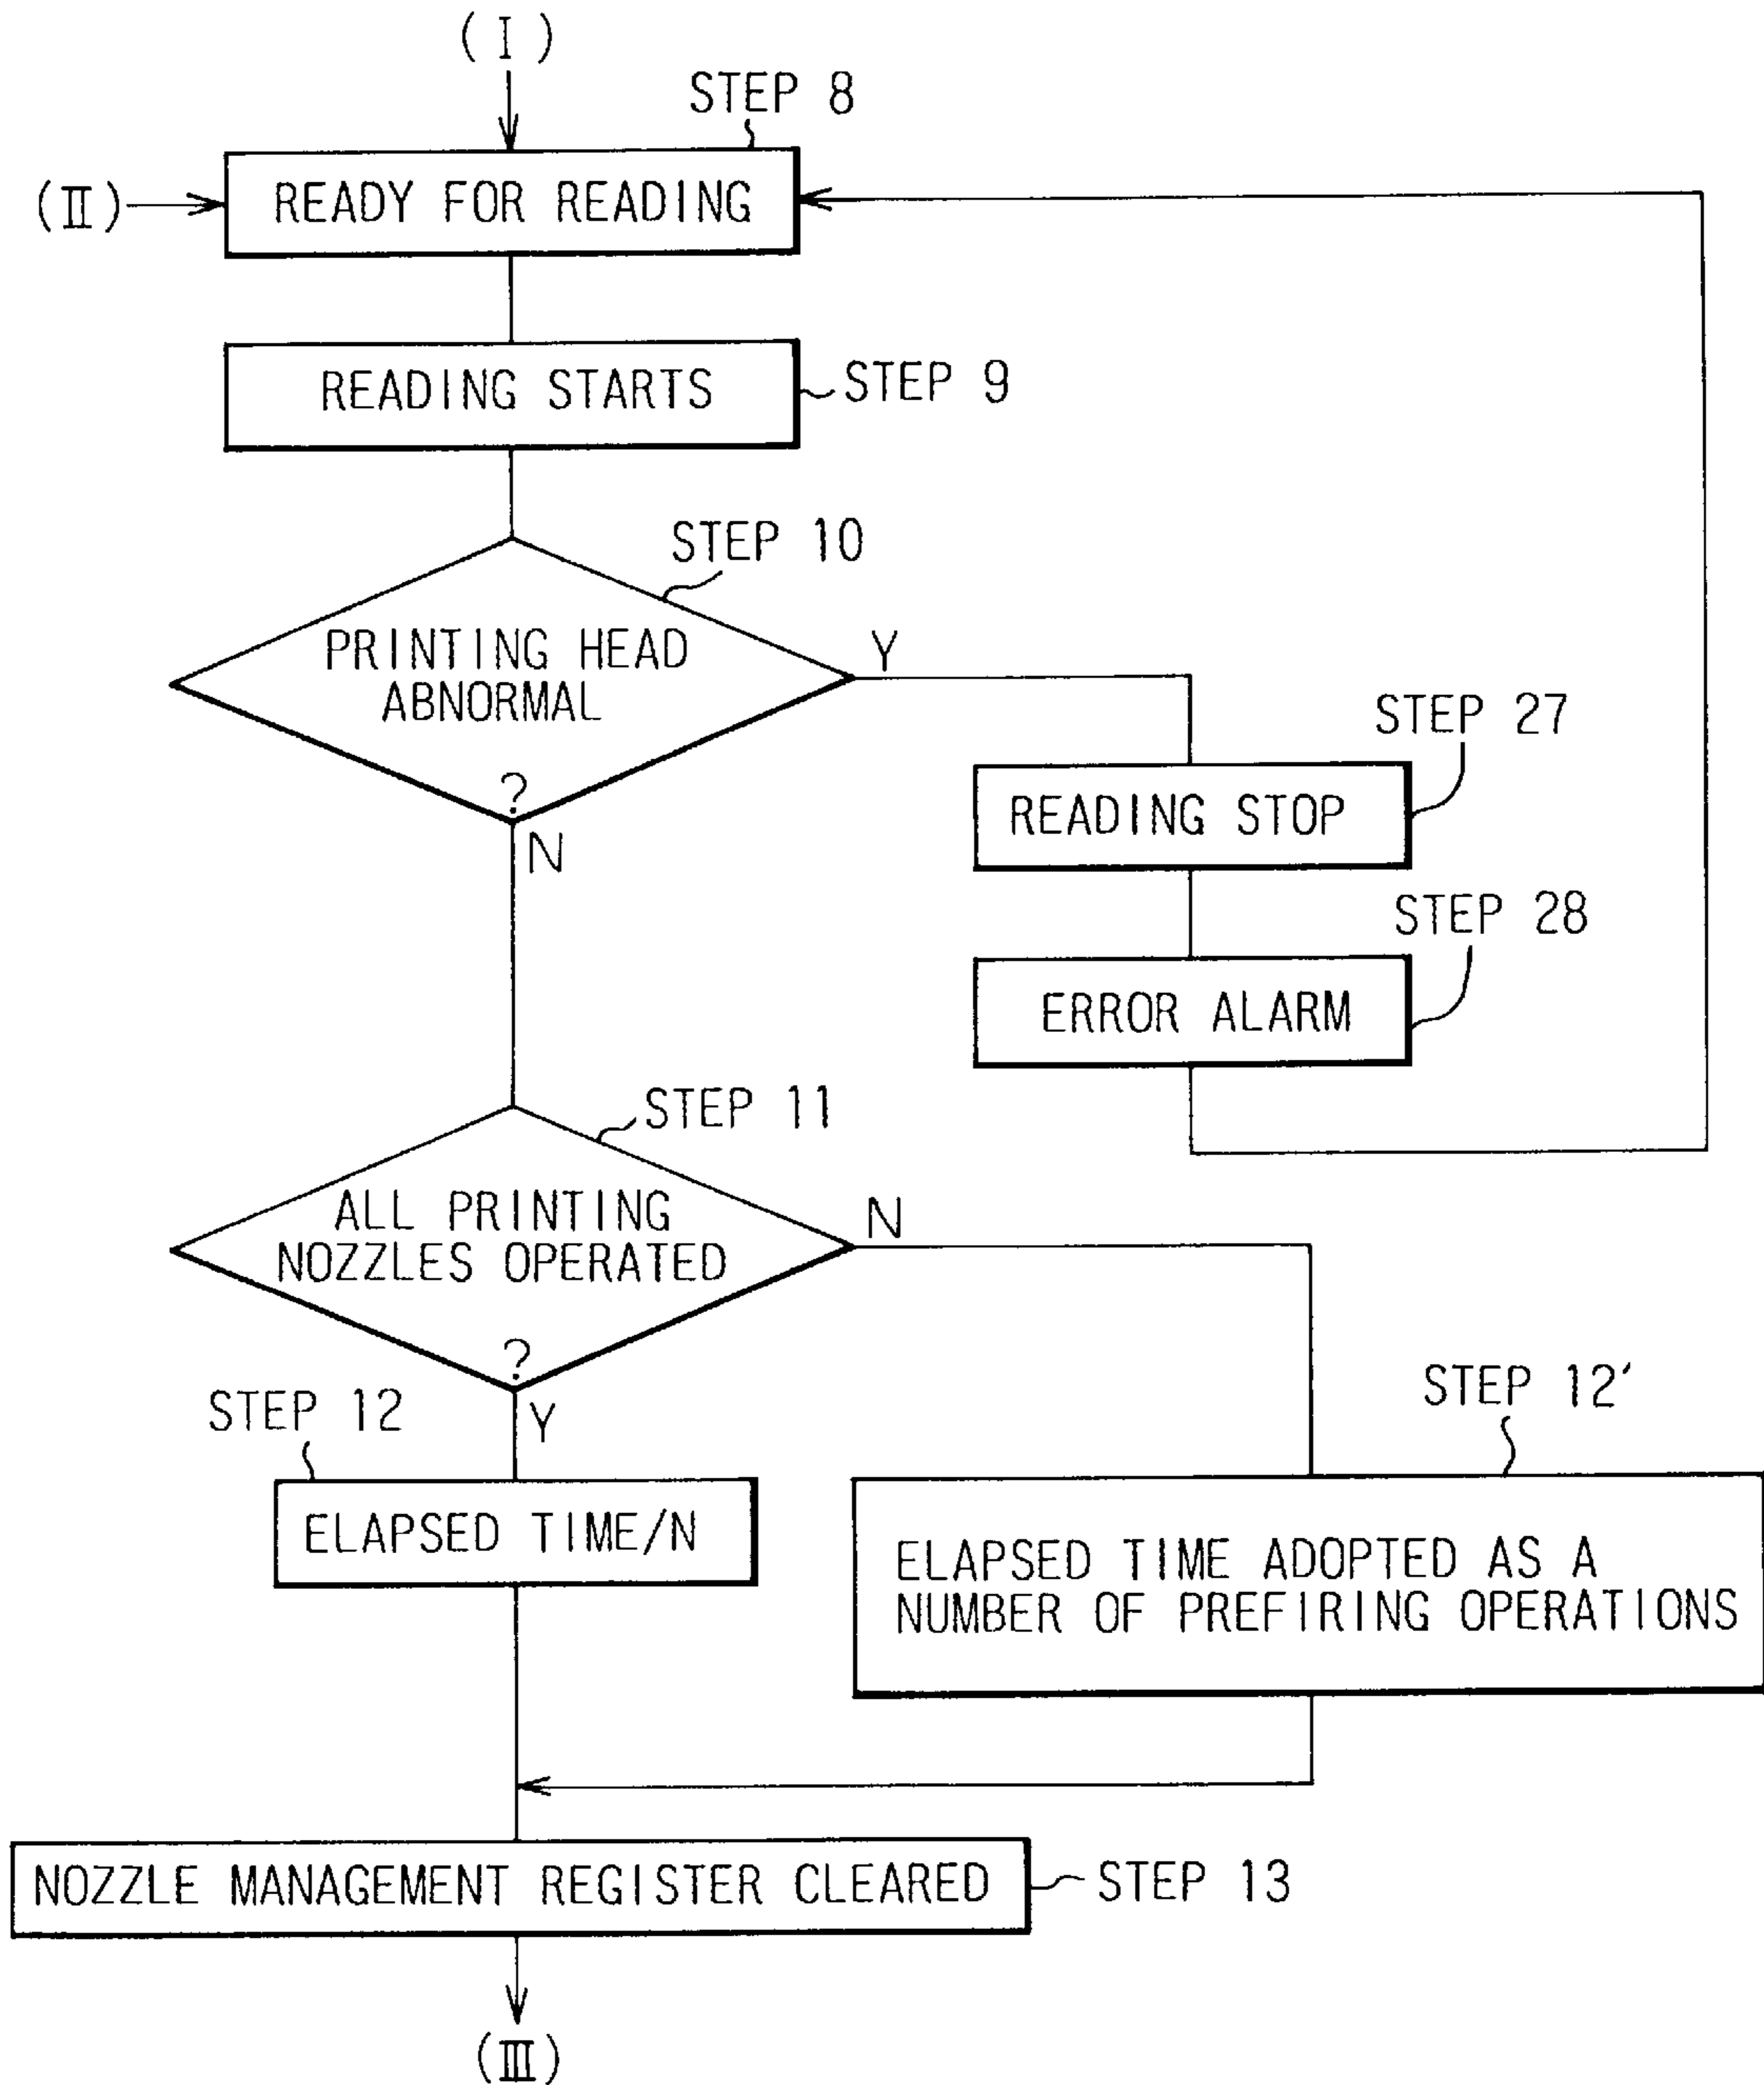 (I)
STEP 8
(II)
READY FOR READING
READING STARTS
STEP 9
STEP 10
PRINTING HEAD
ABNORMAL
?
Y
N
STEP 27
READING STOP
STEP 28
ERROR ALARM
STEP 11
ALL PRINTING
NOZZLES OPERATED
?
N
Y
STEP 12
ELAPSED TIME/N
STEP 12'
ELAPSED TIME ADOPTED AS A
NUMBER OF PREFIRING OPERATIONS
NOZZLE MANAGEMENT REGISTER CLEARED
STEP 13
(III)